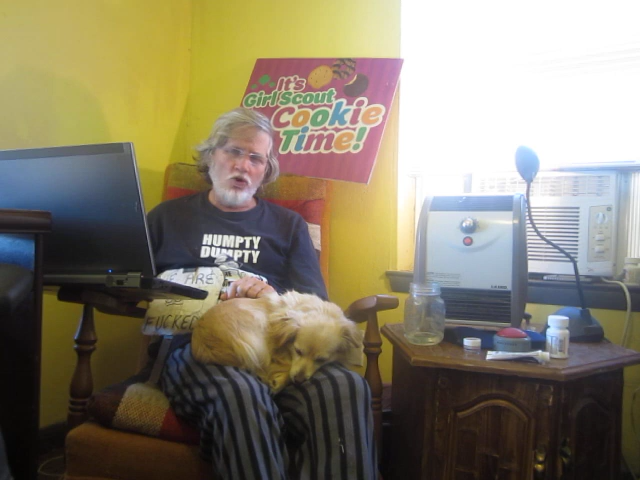 It's
Girl Scout
Cookie
Time!
HUMPTY
DUMPTY
ARE
FUCKED